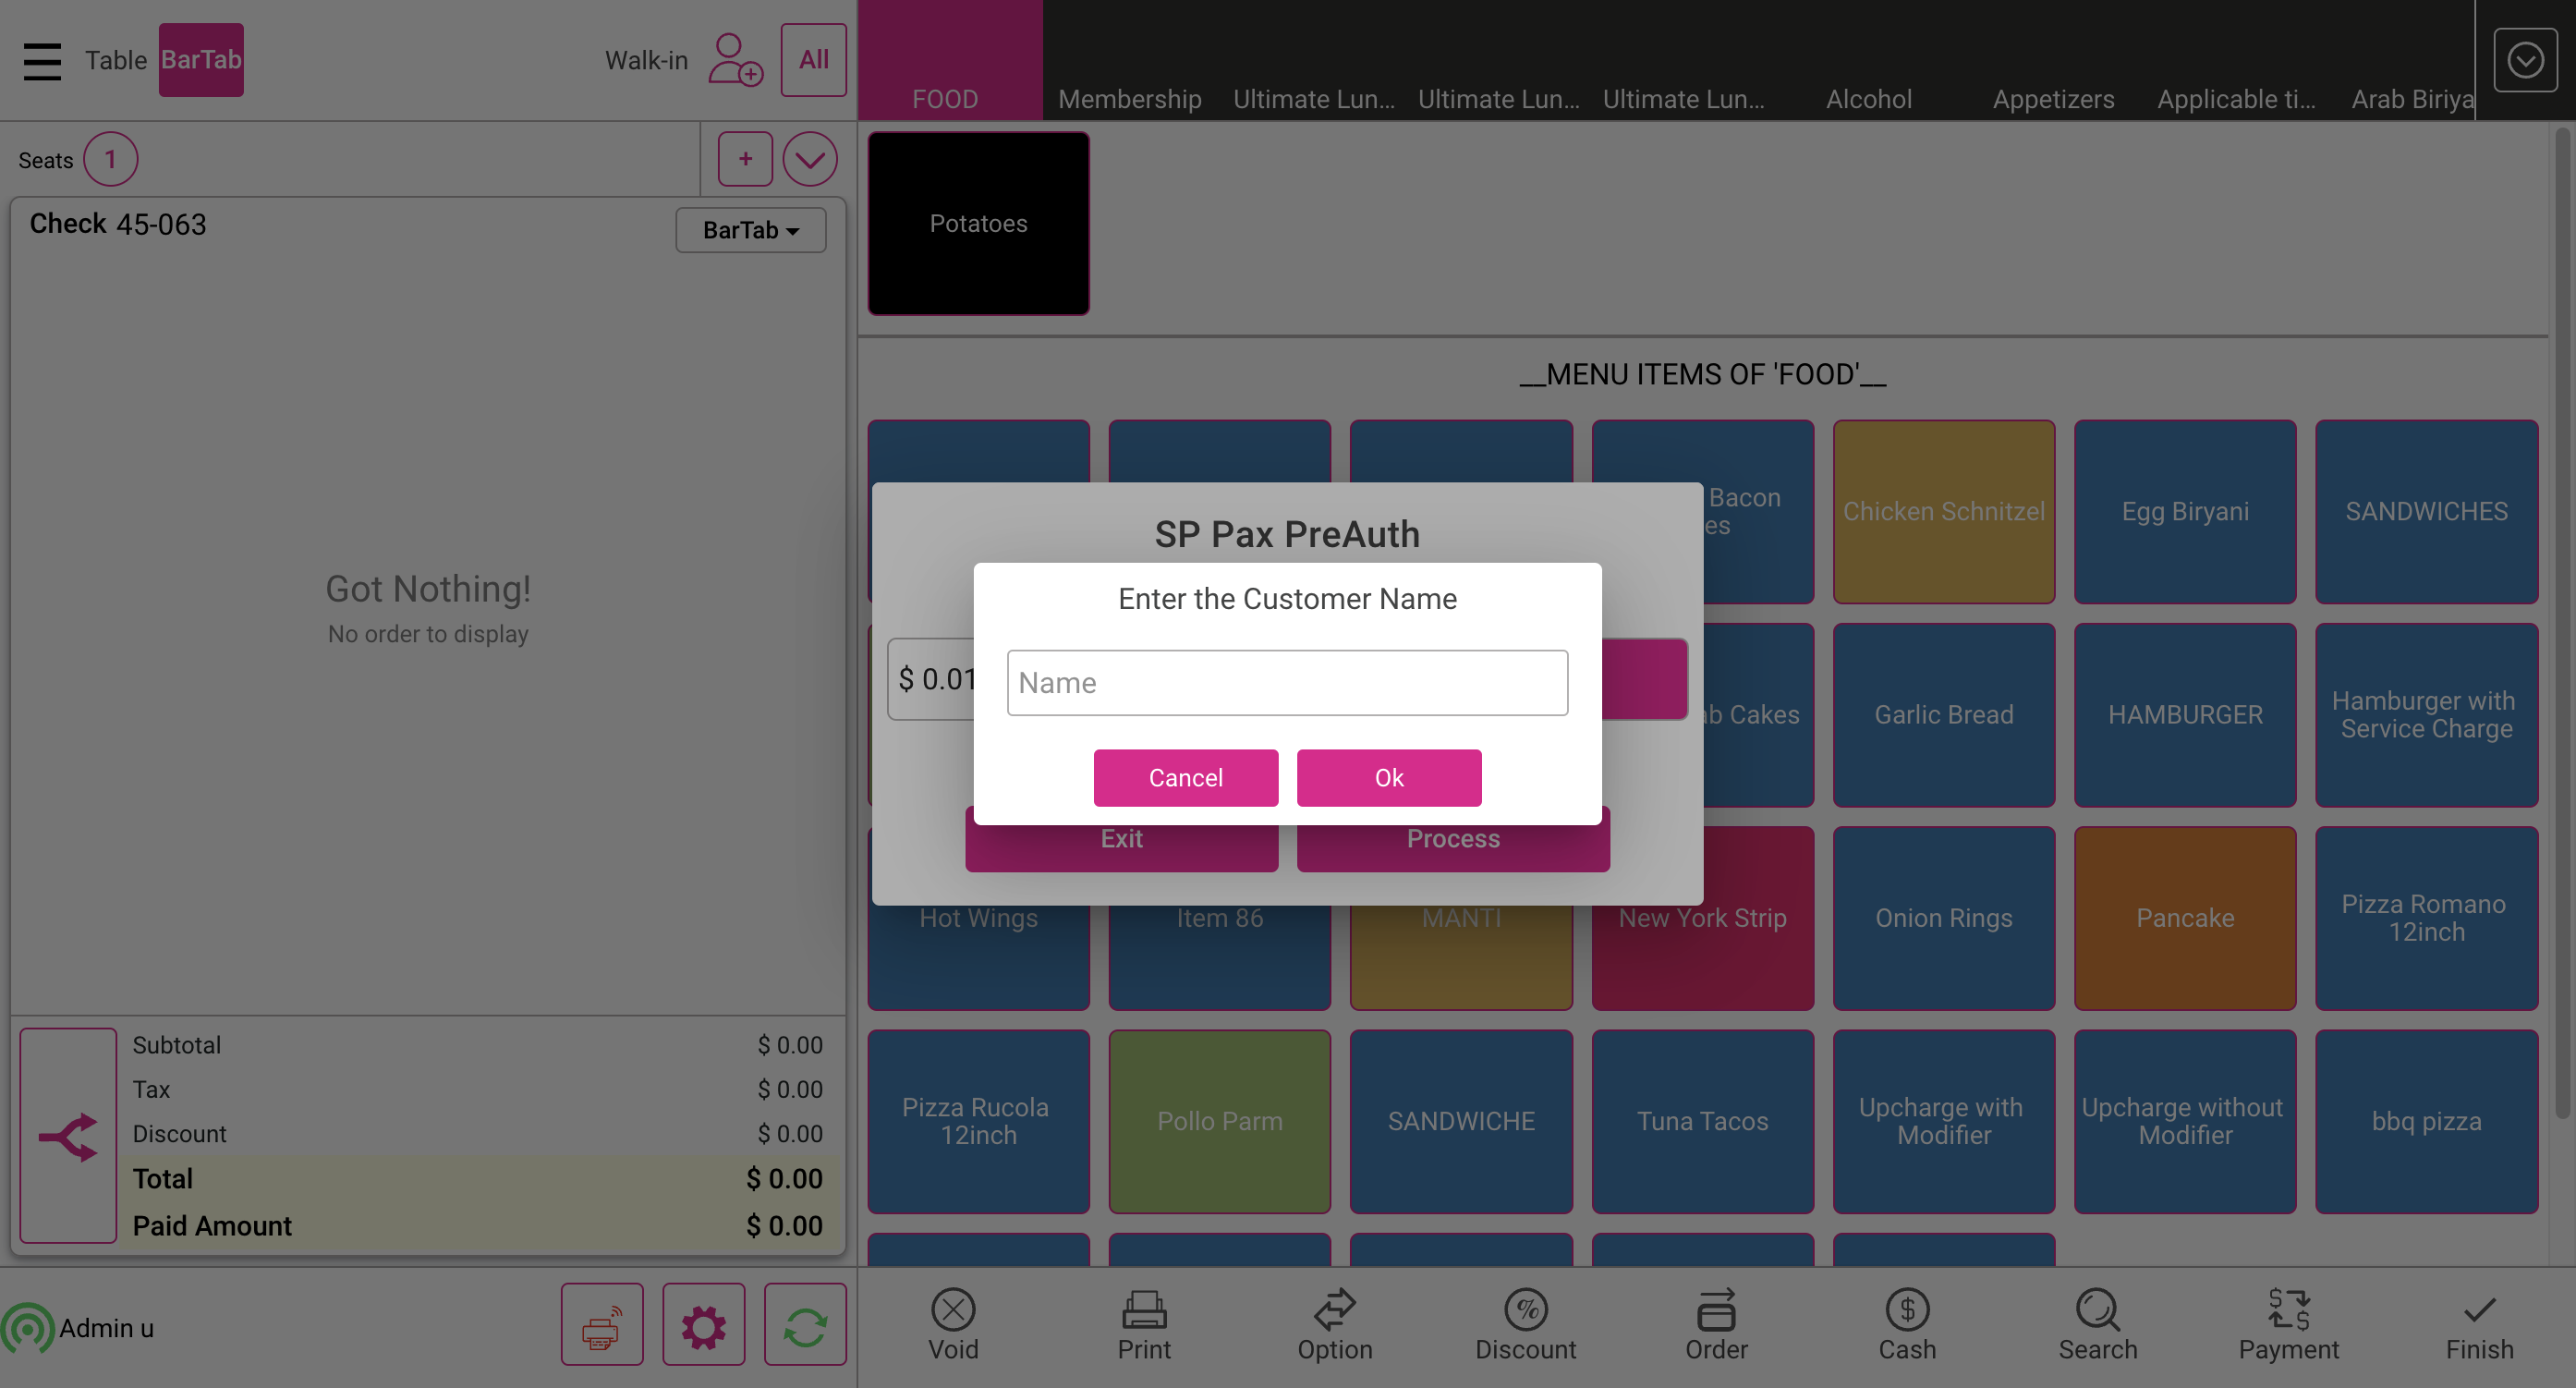 Table BarTab
Walk-in
All
FOOD
Membership
Ultimate Lun...
Ultimate Lun...
Ultimate Lun...
Alcohol
Appetizers
Applicable ti...
Arab Biriya
Seats 1
+
Check 45-063
BarTab
Got Nothing!
No order to display
Subtotal $ 0.00
Tax $ 0.00
Discount $ 0.00
Total $ 0.00
Paid Amount $ 0.00
Admin u
Potatoes
__MENU ITEMS OF 'FOOD'__
Bacon
es
Chicken Schnitzel
Egg Biryani
SANDWICHES
SP Pax PreAuth
Enter the Customer Name
$ 0.01
Name
Cancel
Ok
Exit
Process
ab Cakes
Garlic Bread
HAMBURGER
Hamburger with
Service Charge
Hot Wings
Item 86
MANTI
New York Strip
Onion Rings
Pancake
Pizza Romano
12inch
Pizza Rucola
12inch
Pollo Parm
SANDWICHE
Tuna Tacos
Upcharge with
Modifier
Upcharge without
Modifier
bbq pizza
Void
Print
Option
Discount
Order
Cash
Search
Payment
Finish